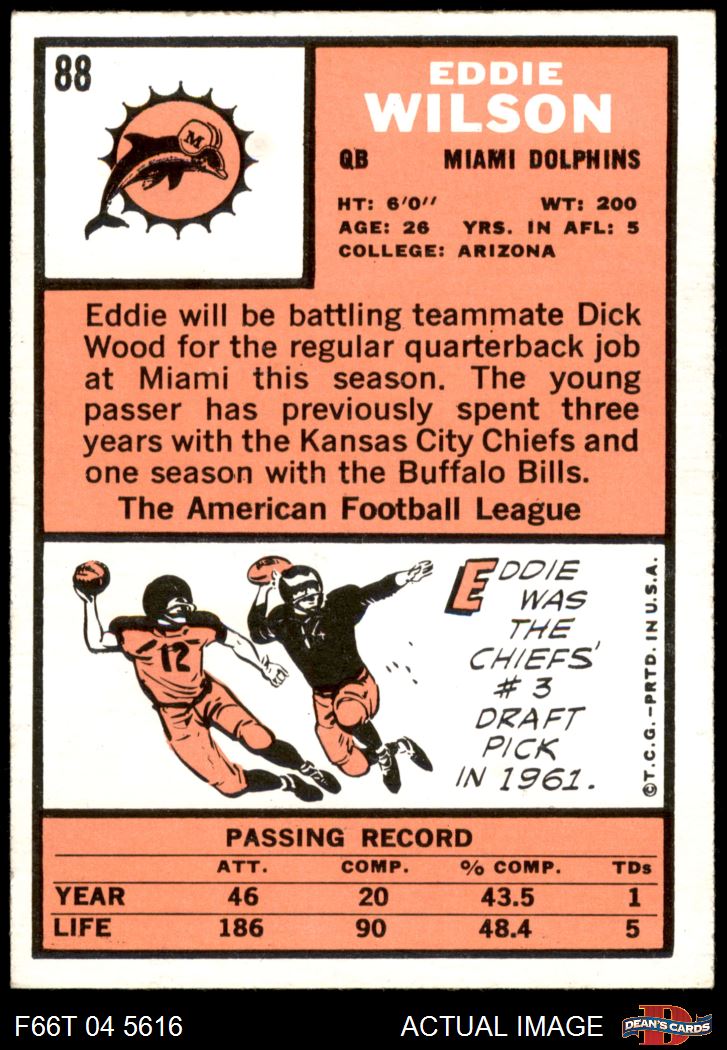 88
M
EDDIE
WILSON
QB MIAMI DOLPHINS
HT: 6'0" WT: 200
AGE: 26 YRS. IN AFL: 5
COLLEGE: ARIZONA
Eddie will be battling teammate Dick
Wood for the regular quarterback job
at Miami this season. The young
passer has previously spent three
years with the Kansas City Chiefs and
one season with the Buffalo Bills.
The American Football League
12
EDDIE
WAS
THE
CHIEFS'
#3
DRAFT
PICK
IN 1961.
©T.C.G.–PRTD. IN U.S.A.
PASSING RECORD
ATT. COMP. % COMP. TDs
YEAR 46 20 43.5 1
LIFE 186 90 48.4 5
F66T 04 5616 ACTUAL IMAGE
D
DEAN'S CARDS